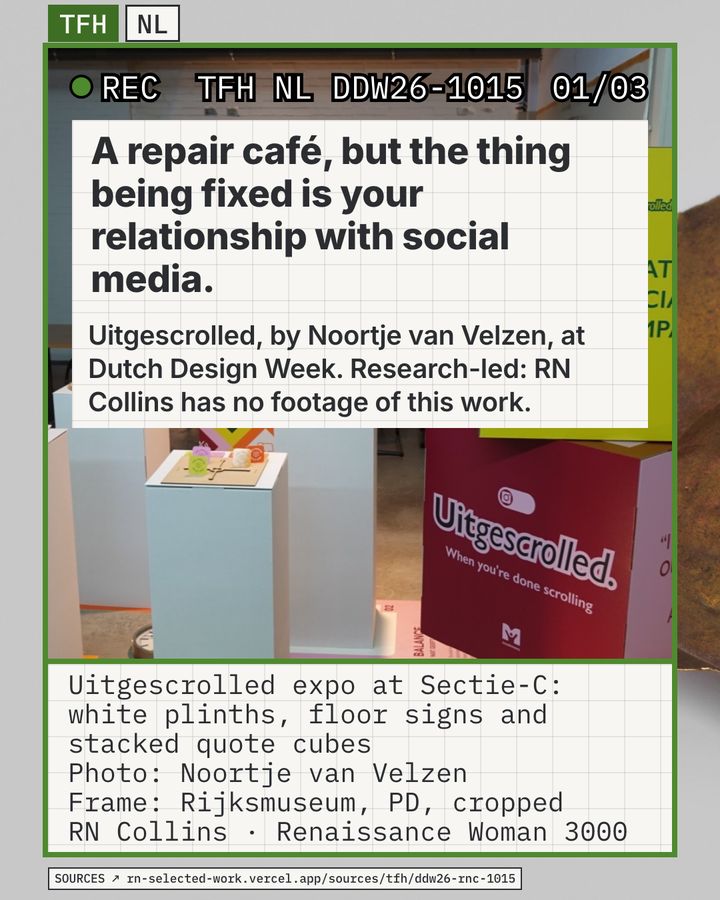 TFH NL
REC TFH NL DDW26-1015 01/03
A repair café, but the thing
being fixed is your
relationship with social
media.
Uitgescrolled, by Noortje van Velzen, at
Dutch Design Week. Research-led: RN
Collins has no footage of this work.
Uitgescrolled.
When you're done scrolling
BALANCE
02
Uitgescrolled expo at Sectie-C:
white plinths, floor signs and
stacked quote cubes
Photo: Noortje van Velzen
Frame: Rijksmuseum, PD, cropped
RN Collins · Renaissance Woman 3000
SOURCES ↗ rn-selected-work.vercel.app/sources/tfh/ddw26-rnc-1015